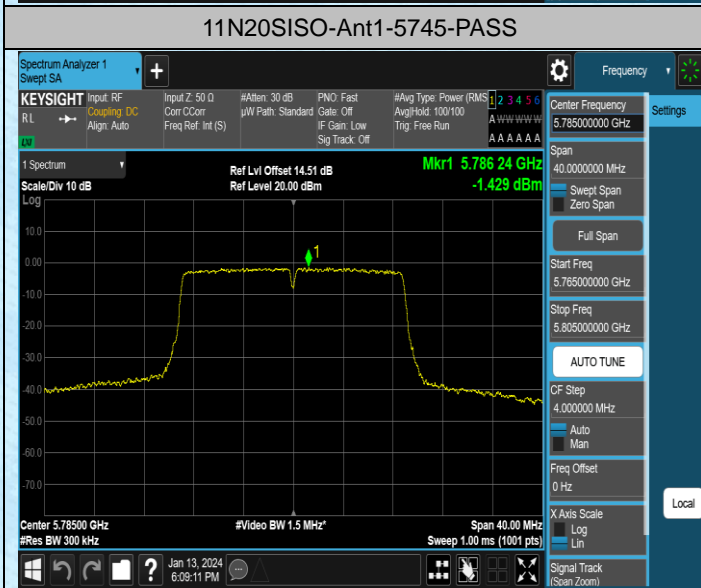 11N20SISO-Ant1-5745-PASS
Spectrum Analyzer 1
Swept SA
Frequency
KEYSIGHT
RL
LXI
Input: RF
Coupling: DC
Align: Auto
Input Z: 50 Ω
Corr CCorr
Freq Ref: Int (S)
#Atten: 30 dB
µW Path: Standard
PNO: Fast
Gate: Off
IF Gain: Low
Sig Track: Off
#Avg Type: Power (RMS
Avg|Hold: 100/100
Trig: Free Run
1 2 3 4 5 6
A W W W W W
A A A A A A
Center Frequency
5.785000000 GHz
Settings
1 Spectrum
Scale/Div 10 dB
Ref Lvl Offset 14.51 dB
Ref Level 20.00 dBm
Mkr1 5.786 24 GHz
-1.429 dBm
Span
40.0000000 MHz
Swept Span
Zero Span
Full Span
Log
10.0
0.00
-10.0
-20.0
-30.0
-40.0
-50.0
-60.0
-70.0
1
Start Freq
5.765000000 GHz
Stop Freq
5.805000000 GHz
AUTO TUNE
CF Step
4.000000 MHz
Auto
Man
Freq Offset
0 Hz
X Axis Scale
Log
Lin
Local
Signal Track
(Span Zoom)
Center 5.78500 GHz
#Res BW 300 kHz
#Video BW 1.5 MHz*
Span 40.00 MHz
Sweep 1.00 ms (1001 pts)
?
Jan 13, 2024
6:09:11 PM